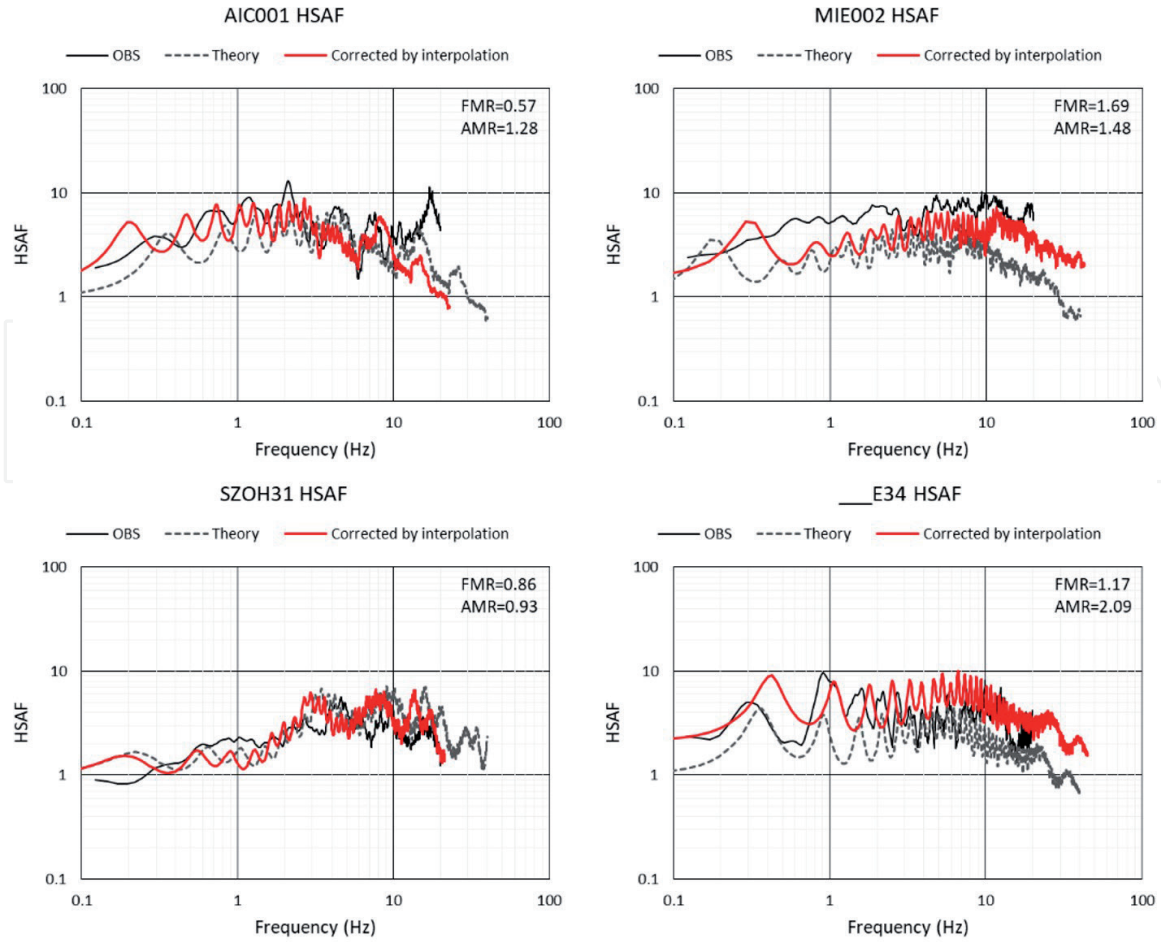 AIC001 HSAF
OBS Theory Corrected by interpolation
100
10
1
0.1
HSAF
FMR=0.57
AMR=1.28
0.1 1 10 100
Frequency (Hz)
MIE002 HSAF
OBS Theory Corrected by interpolation
100
10
1
0.1
HSAF
FMR=1.69
AMR=1.48
0.1 1 10 100
Frequency (Hz)
SZOH31 HSAF
OBS Theory Corrected by interpolation
100
10
1
0.1
HSAF
FMR=0.86
AMR=0.93
0.1 1 10 100
Frequency (Hz)
___E34 HSAF
OBS Theory Corrected by interpolation
100
10
1
0.1
HSAF
FMR=1.17
AMR=2.09
0.1 1 10 100
Frequency (Hz)